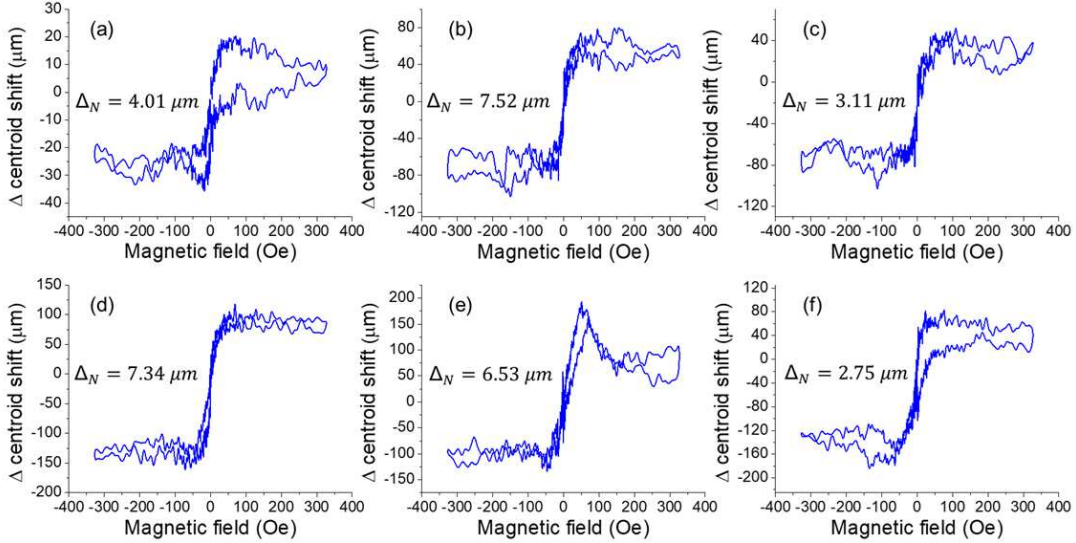 (a)
Δ centroid shift (μm)
30
20
10
0
-10
-20
-30
-40
Δ_N = 4.01 μm
-400 -300 -200 -100 0 100 200 300 400
Magnetic field (Oe)
(b)
Δ centroid shift (μm)
80
40
0
-40
-80
-120
Δ_N = 7.52 μm
-400 -300 -200 -100 0 100 200 300 400
Magnetic field (Oe)
(c)
Δ centroid shift (μm)
40
0
-40
-80
-120
Δ_N = 3.11 μm
-400 -300 -200 -100 0 100 200 300 400
Magnetic field (Oe)
(d)
Δ centroid shift (μm)
150
100
50
0
-50
-100
-150
-200
Δ_N = 7.34 μm
-400 -300 -200 -100 0 100 200 300 400
Magnetic field (Oe)
(e)
Δ centroid shift (μm)
200
150
100
50
0
-50
-100
-150
Δ_N = 6.53 μm
-400 -300 -200 -100 0 100 200 300 400
Magnetic field (Oe)
(f)
Δ centroid shift (μm)
120
80
40
0
-40
-80
-120
-160
-200
Δ_N = 2.75 μm
-400 -300 -200 -100 0 100 200 300 400
Magnetic field (Oe)